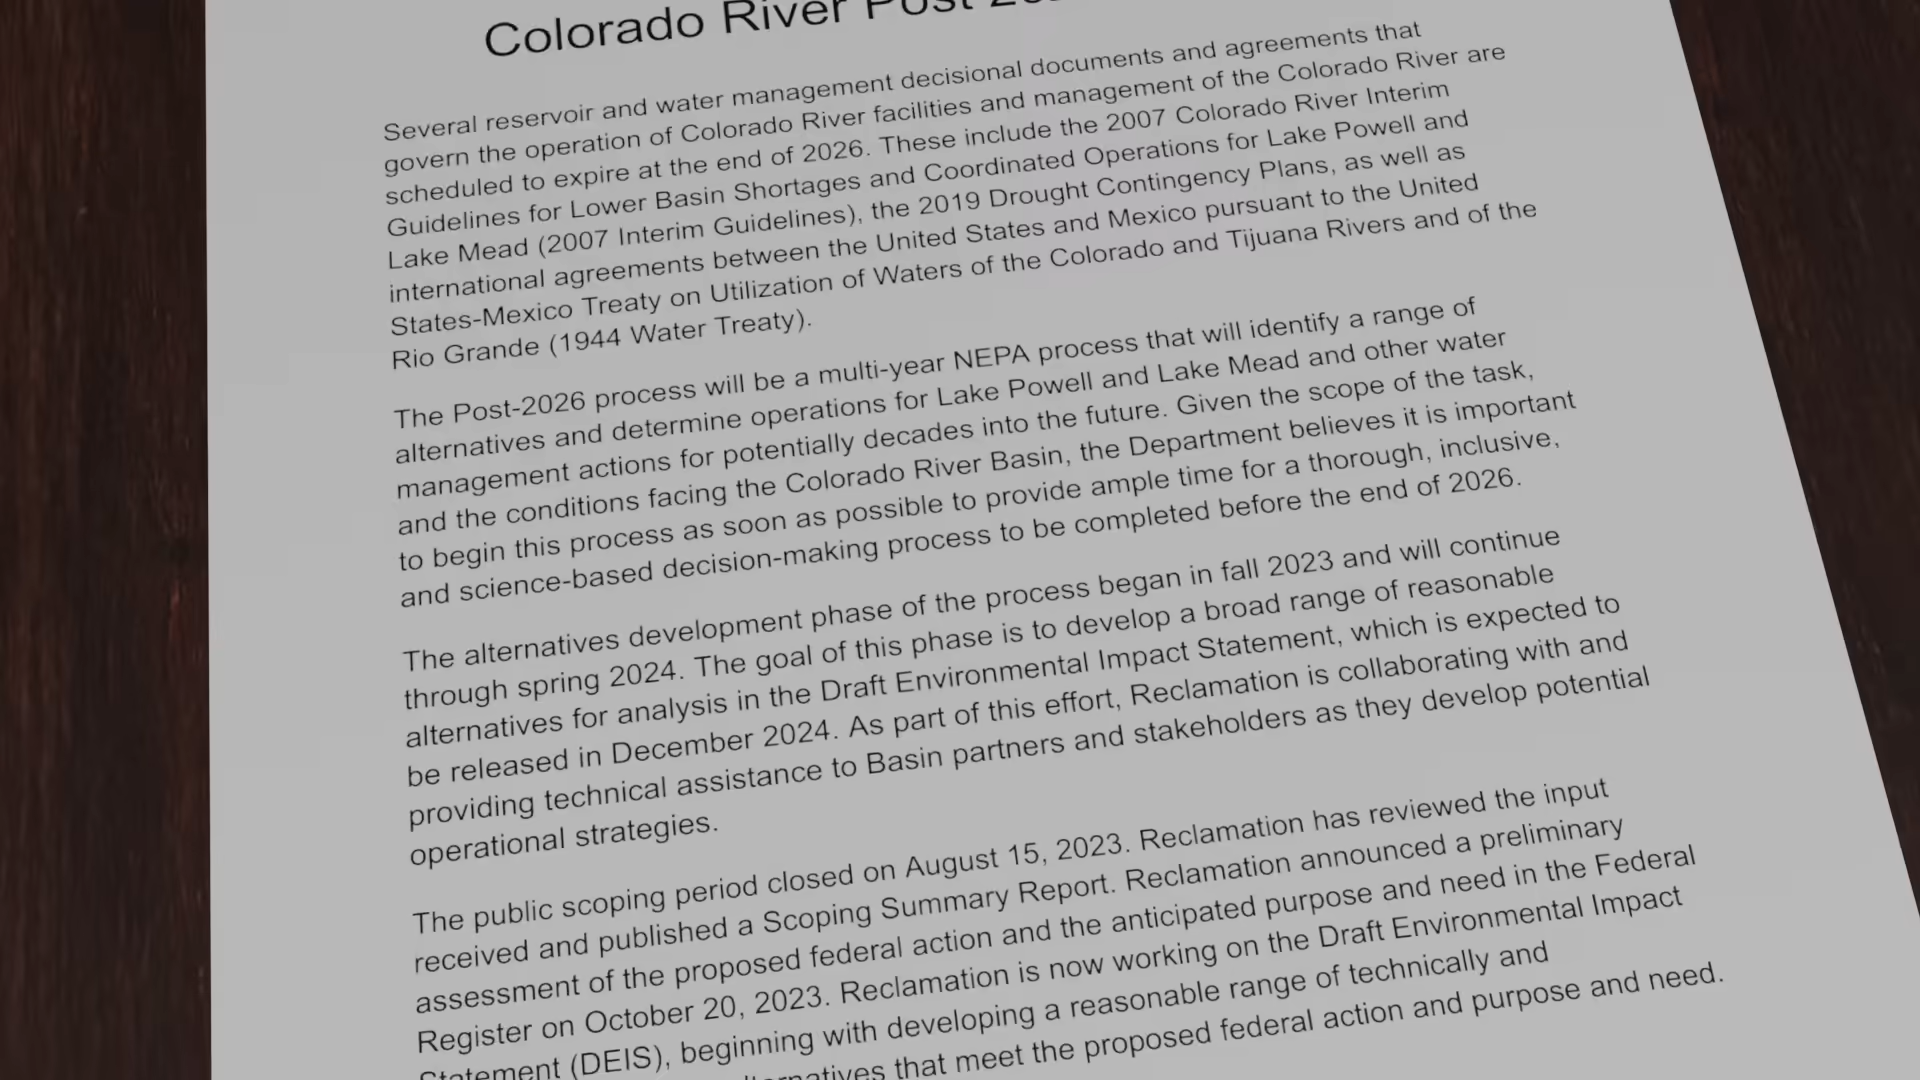 Colorado River Post
Several reservoir and water management decisional documents and agreements that
govern the operation of Colorado River facilities and management of the Colorado River are
scheduled to expire at the end of 2026. These include the 2007 Colorado River Interim
Guidelines for Lower Basin Shortages and Coordinated Operations for Lake Powell and
Lake Mead (2007 Interim Guidelines), the 2019 Drought Contingency Plans, as well as
international agreements between the United States and Mexico pursuant to the United
States-Mexico Treaty on Utilization of Waters of the Colorado and Tijuana Rivers and of the
Rio Grande (1944 Water Treaty).
The Post-2026 process will be a multi-year NEPA process that will identify a range of
alternatives and determine operations for Lake Powell and Lake Mead and other water
management actions for potentially decades into the future. Given the scope of the task,
and the conditions facing the Colorado River Basin, the Department believes it is important
to begin this process as soon as possible to provide ample time for a thorough, inclusive,
and science-based decision-making process to be completed before the end of 2026.
The alternatives development phase of the process began in fall 2023 and will continue
through spring 2024. The goal of this phase is to develop a broad range of reasonable
alternatives for analysis in the Draft Environmental Impact Statement, which is expected to
be released in December 2024. As part of this effort, Reclamation is collaborating with and
providing technical assistance to Basin partners and stakeholders as they develop potential
operational strategies.
The public scoping period closed on August 15, 2023. Reclamation has reviewed the input
received and published a Scoping Summary Report. Reclamation announced a preliminary
assessment of the proposed federal action and the anticipated purpose and need in the Federal
Register on October 20, 2023. Reclamation is now working on the Draft Environmental Impact
Statement (DEIS), beginning with developing a reasonable range of technically and
alternatives that meet the proposed federal action and purpose and need.